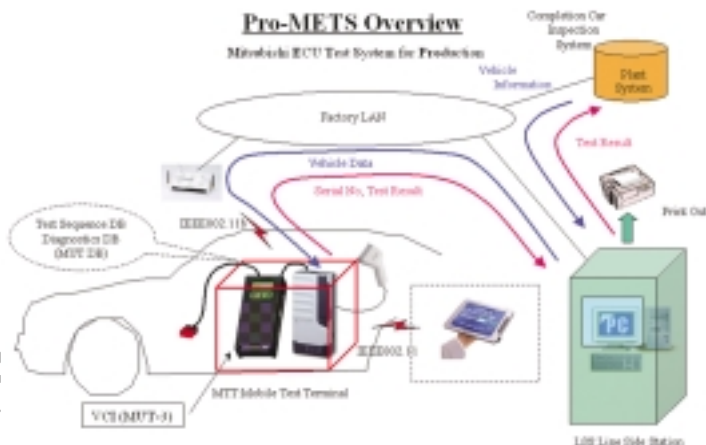 Pro-METS Overview
Mitsubishi ECU Test System for Production
Completion Car
Inspection
System
Plant
System
Vehicle
Information
Factory LAN
Test Result
Vehicle Data
Serial No, Test Result
Print Out
Test Sequence DB
Diagnostics DB
(MUT DB)
IEEE802.11b
IEEE802.11
PC
MTT Mobile Test Terminal
VCI (MUT-3)
LSS Line Side Station